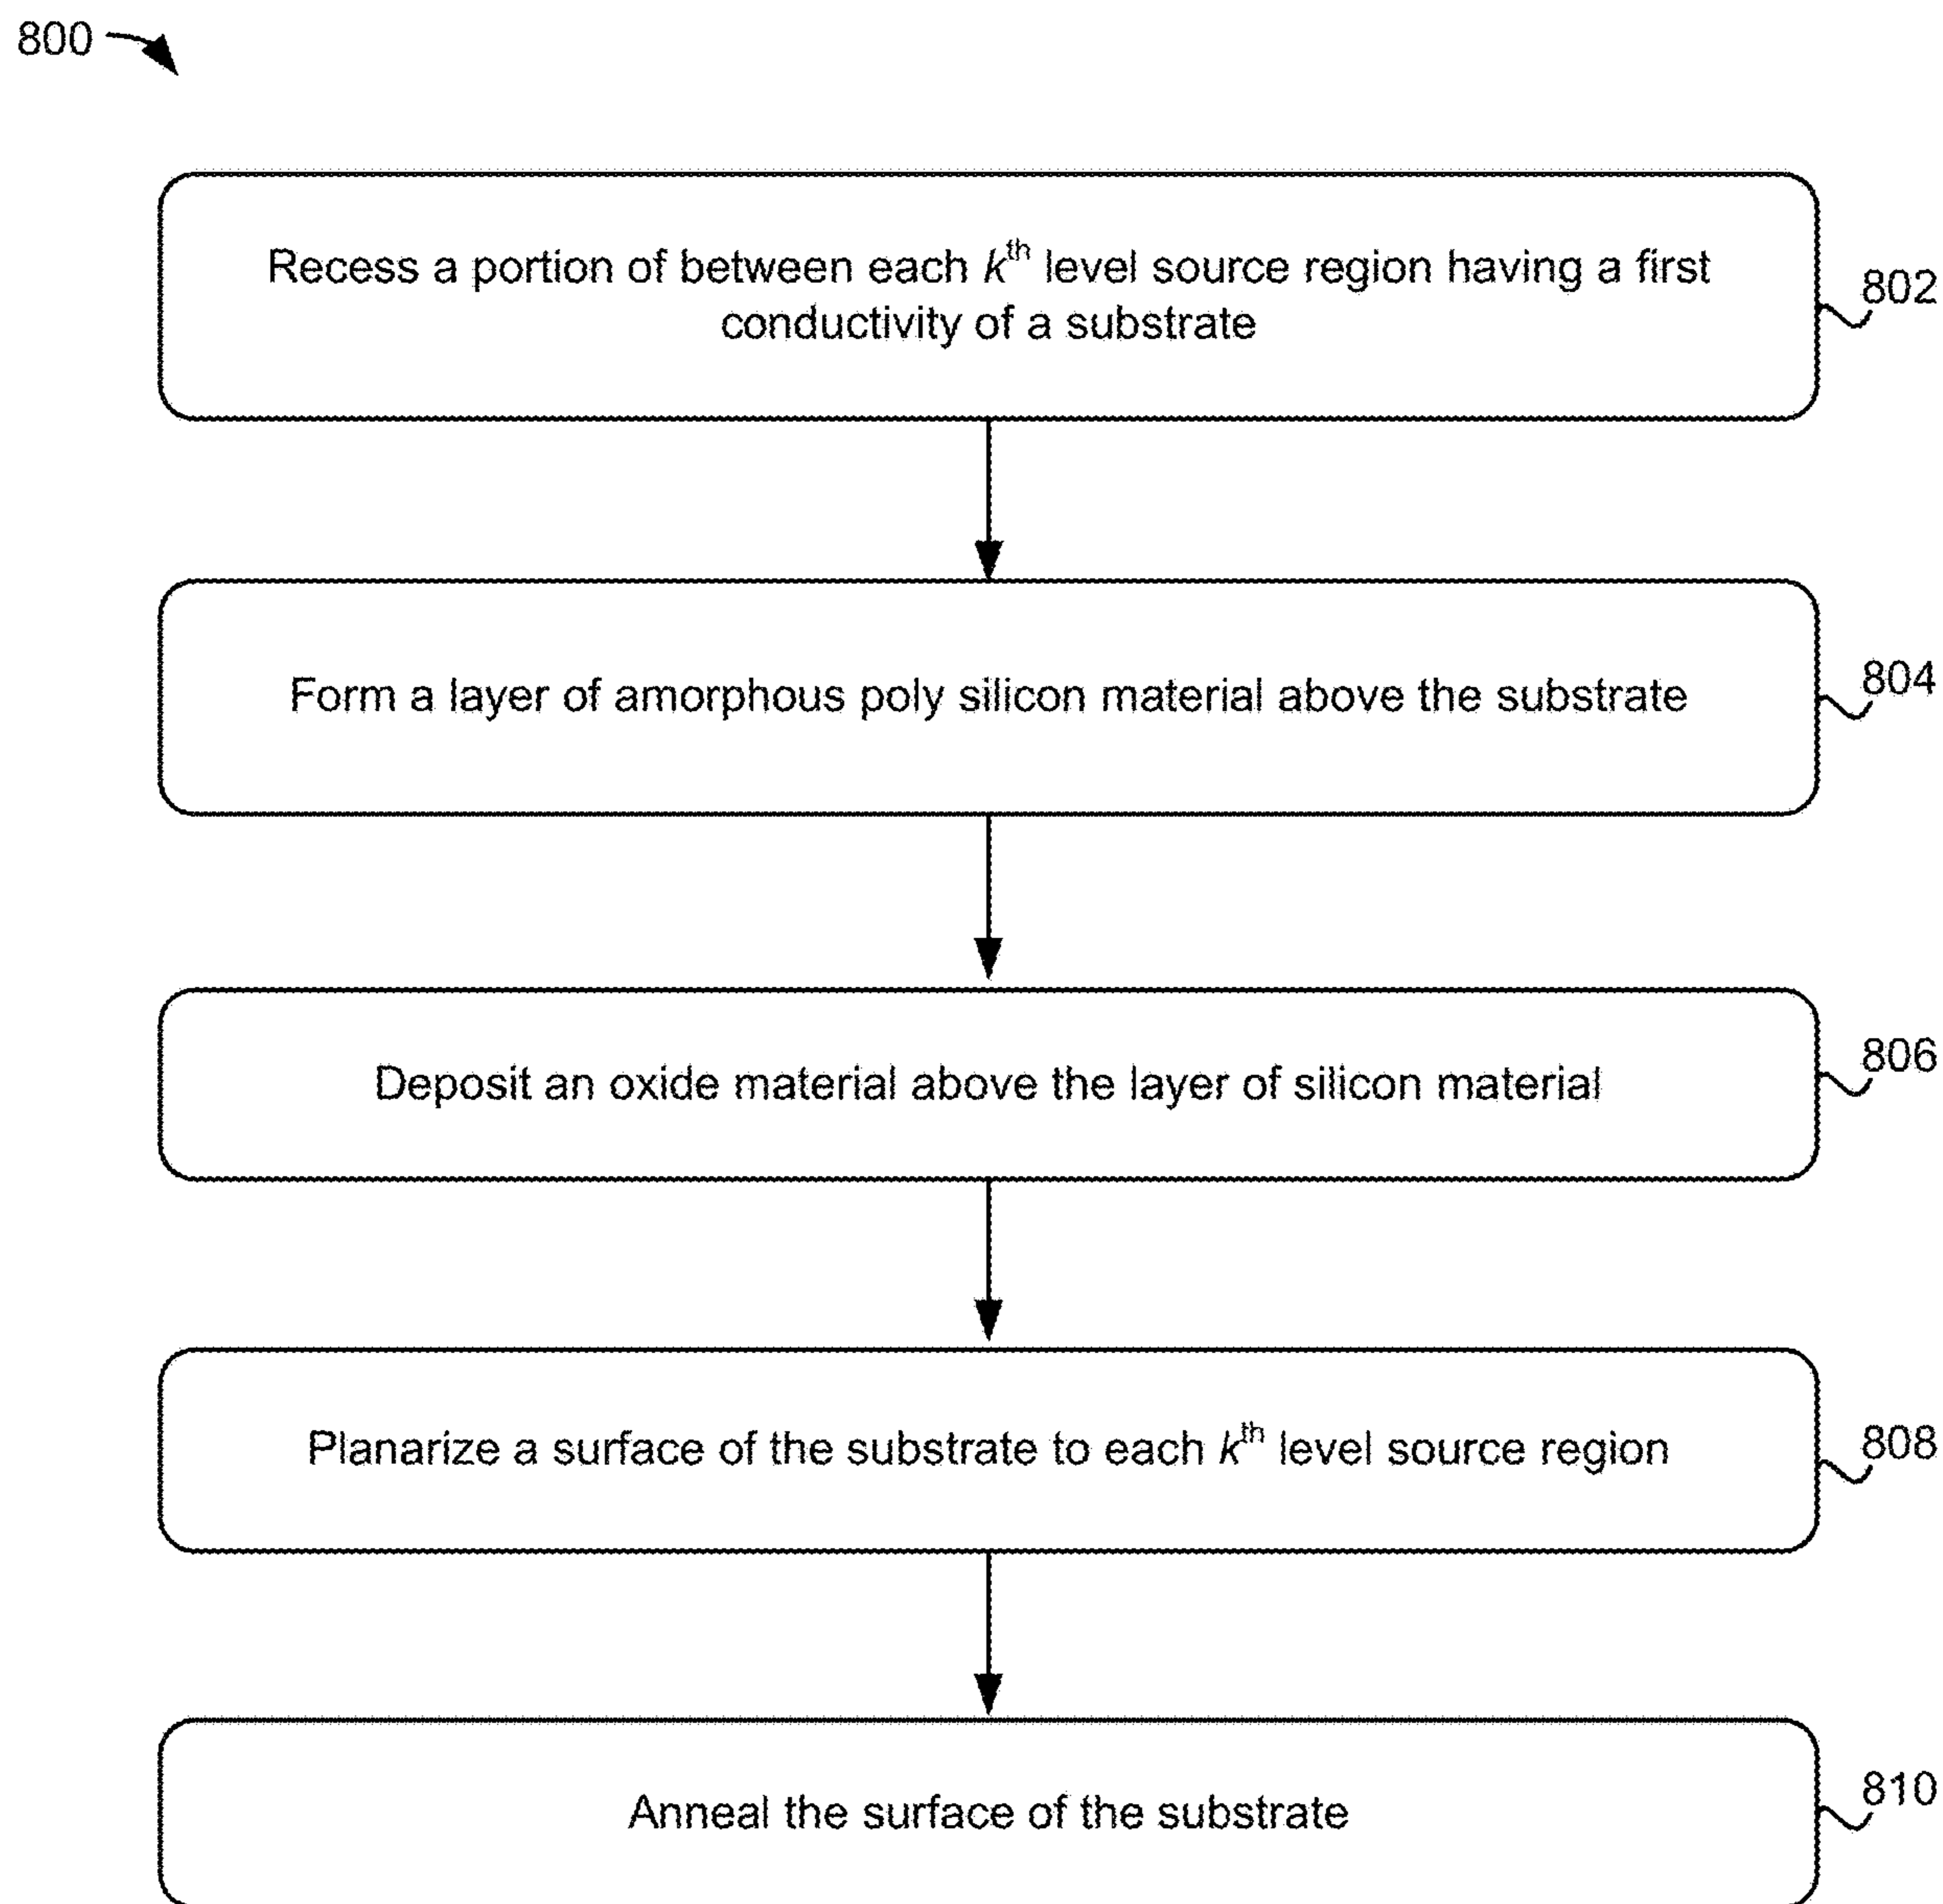 800
Recess a portion of between each kth level source region having a first
conductivity of a substrate
802
Form a layer of amorphous poly silicon material above the substrate
804
Deposit an oxide material above the layer of silicon material
806
Planarize a surface of the substrate to each kth level source region
808
Anneal the surface of the substrate
810